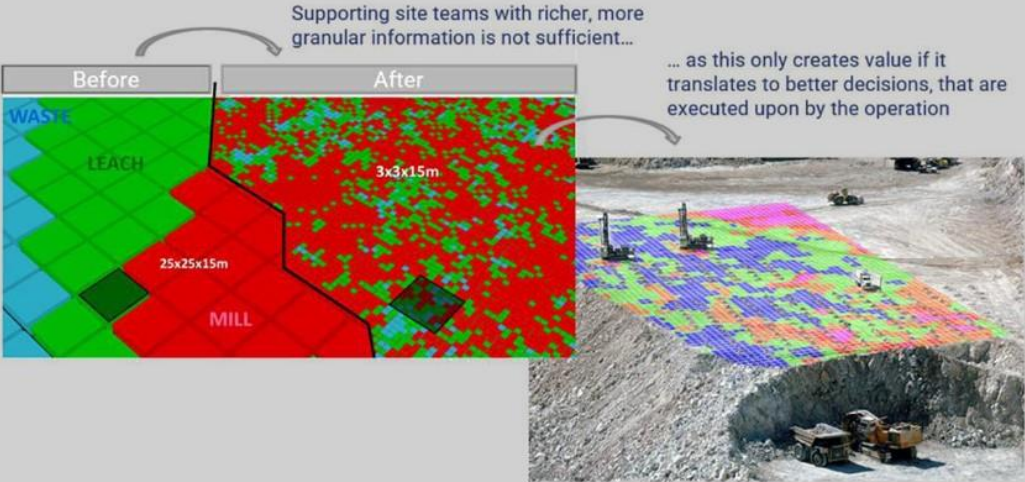 Supporting site teams with richer, more
granular information is not sufficient…
… as this only creates value if it
translates to better decisions, that are
executed upon by the operation
Before
After
WASTE
LEACH
3x3x15m
25x25x15m
MILL